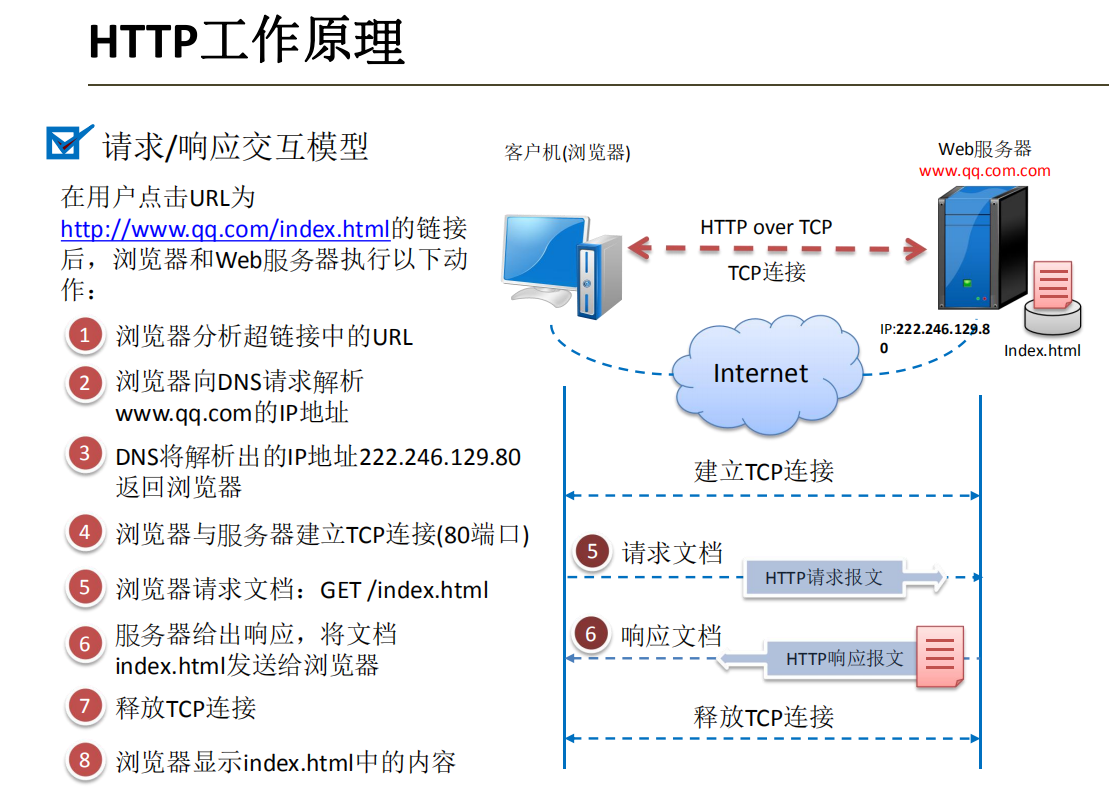 HTTP工作原理
请求/响应交互模型
在用户点击URL为
http://www.qq.com/index.html的链接
后，浏览器和Web服务器执行以下动
作：
1 浏览器分析超链接中的URL
2 浏览器向DNS请求解析
www.qq.com的IP地址
3 DNS将解析出的IP地址222.246.129.80
返回浏览器
4 浏览器与服务器建立TCP连接(80端口)
5 浏览器请求文档：GET /index.html
6 服务器给出响应，将文档
index.html发送给浏览器
7 释放TCP连接
8 浏览器显示index.html中的内容
客户机(浏览器)
Web服务器
www.qq.com.com
HTTP over TCP
TCP连接
IP:222.246.129.8
0
Index.html
Internet
建立TCP连接
5 请求文档
HTTP请求报文
6 响应文档
HTTP响应报文
释放TCP连接